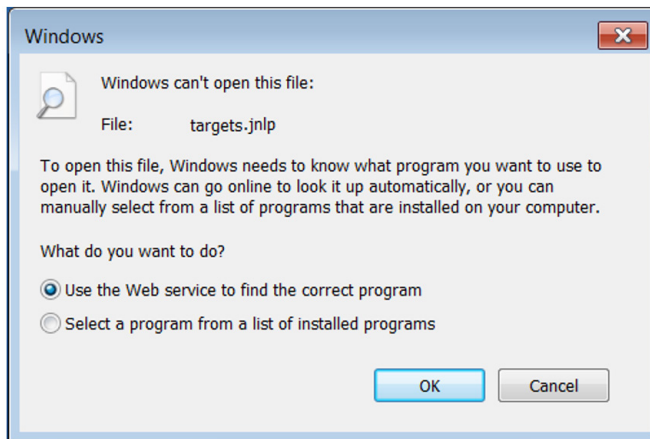 Windows
Windows can't open this file:
File: targets.jnlp
To open this file, Windows needs to know what program you want to use to
open it. Windows can go online to look it up automatically, or you can
manually select from a list of programs that are installed on your computer.
What do you want to do?
Use the Web service to find the correct program
Select a program from a list of installed programs
OK Cancel